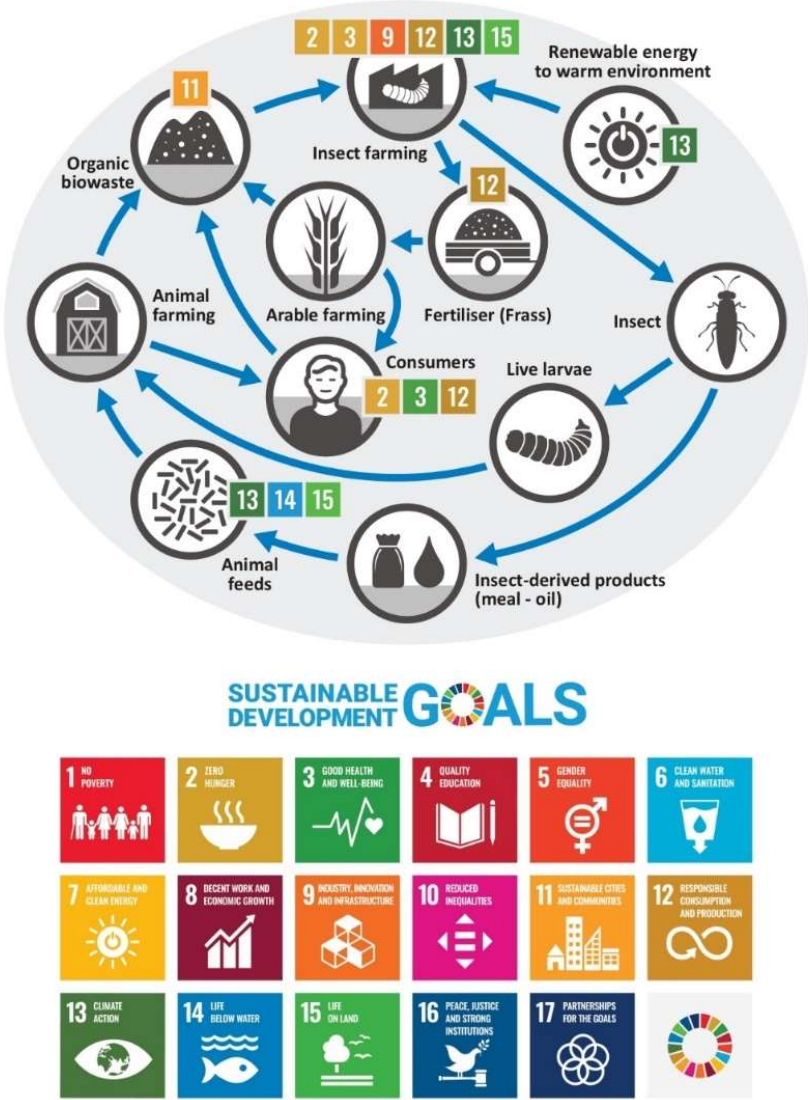 2 3 9 12 13 15
Renewable energy
to warm environment
11
13
Insect farming
Organic
biowaste
12
Animal
farming
Arable farming
Fertiliser (Frass)
Insect
Consumers
2 3 12
Live larvae
13 14 15
Animal
feeds
Insect-derived products
(meal - oil)
SUSTAINABLE
DEVELOPMENT
GOALS
1 NO
POVERTY
2 ZERO
HUNGER
3 GOOD HEALTH
AND WELL-BEING
4 QUALITY
EDUCATION
5 GENDER
EQUALITY
6 CLEAN WATER
AND SANITATION
7 AFFORDABLE AND
CLEAN ENERGY
8 DECENT WORK AND
ECONOMIC GROWTH
9 INDUSTRY, INNOVATION
AND INFRASTRUCTURE
10 REDUCED
INEQUALITIES
11 SUSTAINABLE CITIES
AND COMMUNITIES
12 RESPONSIBLE
CONSUMPTION
AND PRODUCTION
13 CLIMATE
ACTION
14 LIFE
BELOW WATER
15 LIFE
ON LAND
16 PEACE, JUSTICE
AND STRONG
INSTITUTIONS
17 PARTNERSHIPS
FOR THE GOALS